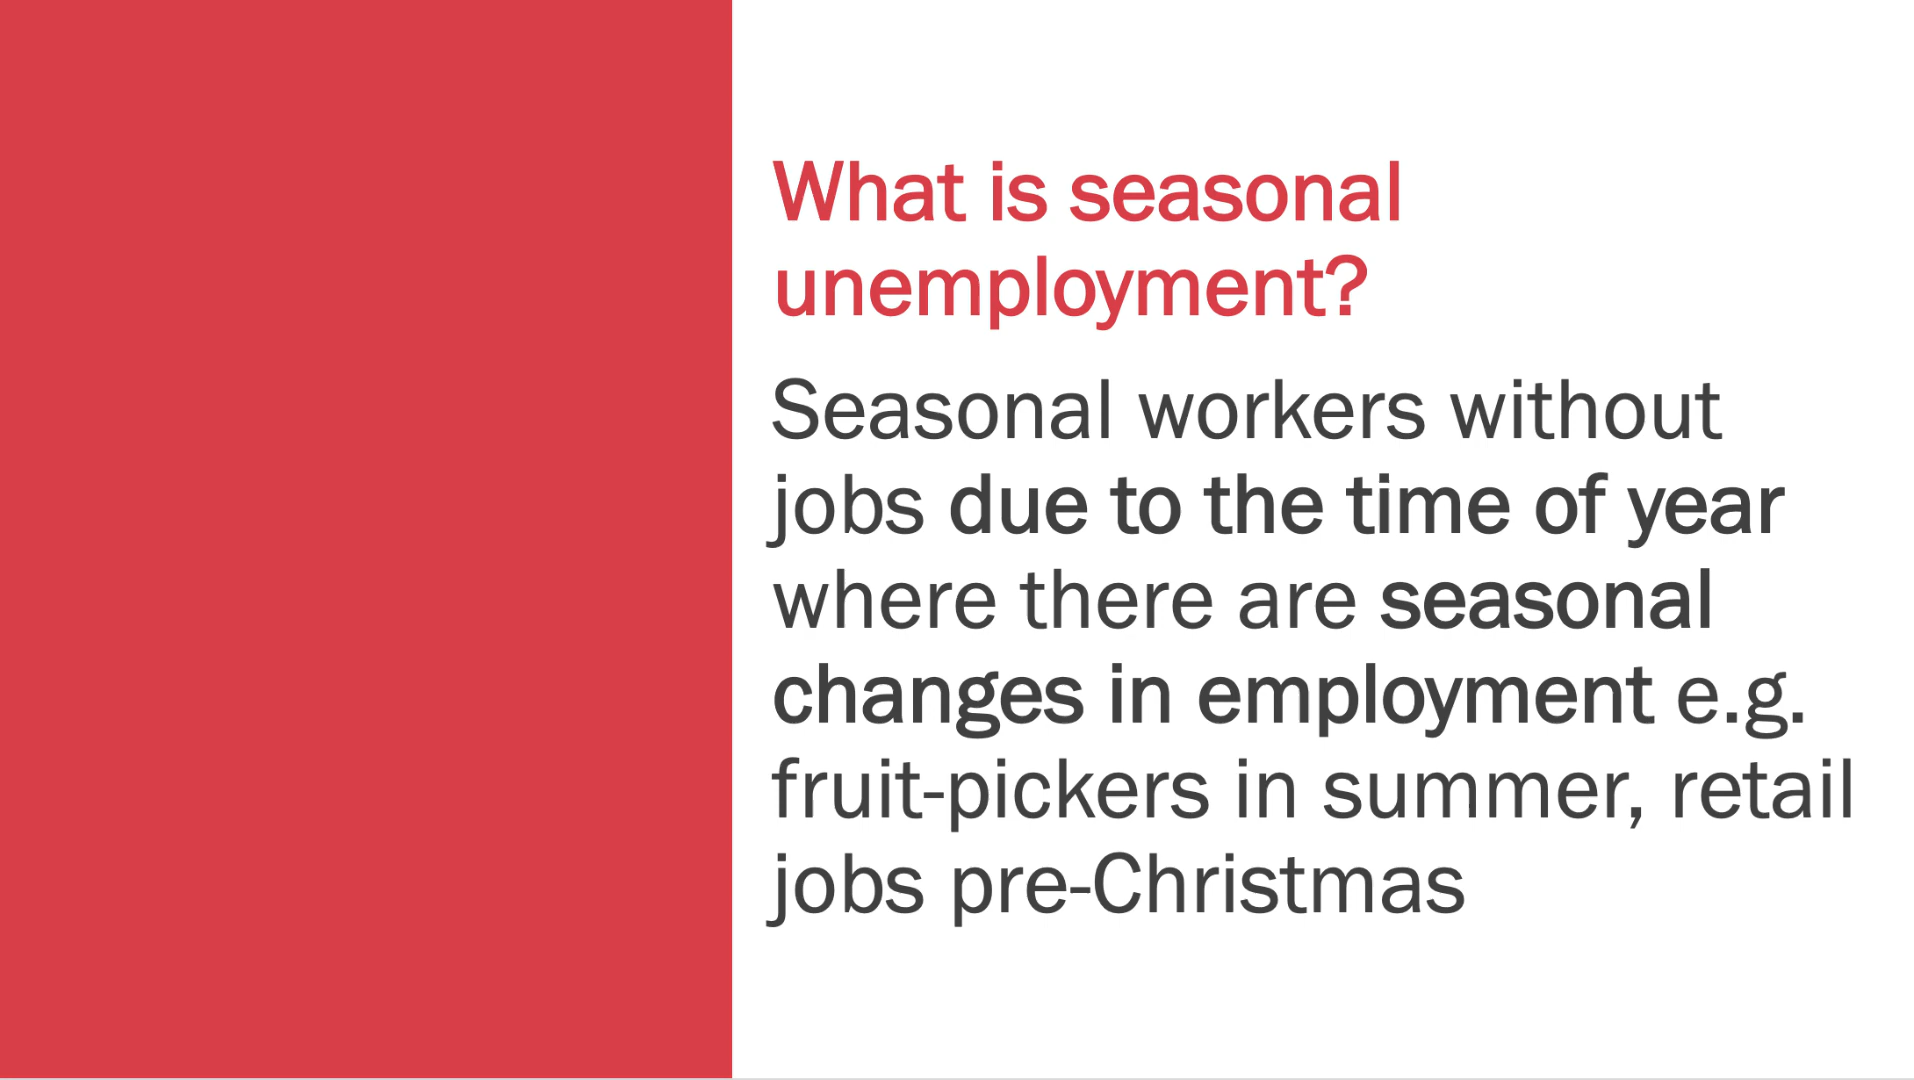 What is seasonal
unemployment?
Seasonal workers without
jobs due to the time of year
where there are seasonal
changes in employment e.g.
fruit-pickers in summer, retail
jobs pre-Christmas